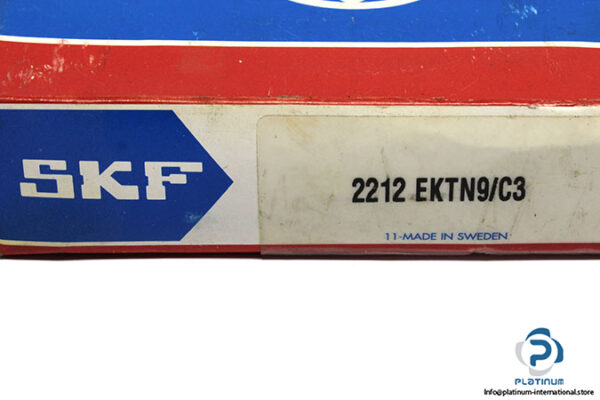 SKF
2212 EKTN9/C3
11-MADE IN SWEDEN
PLATINUM
Info@platinum-international.store